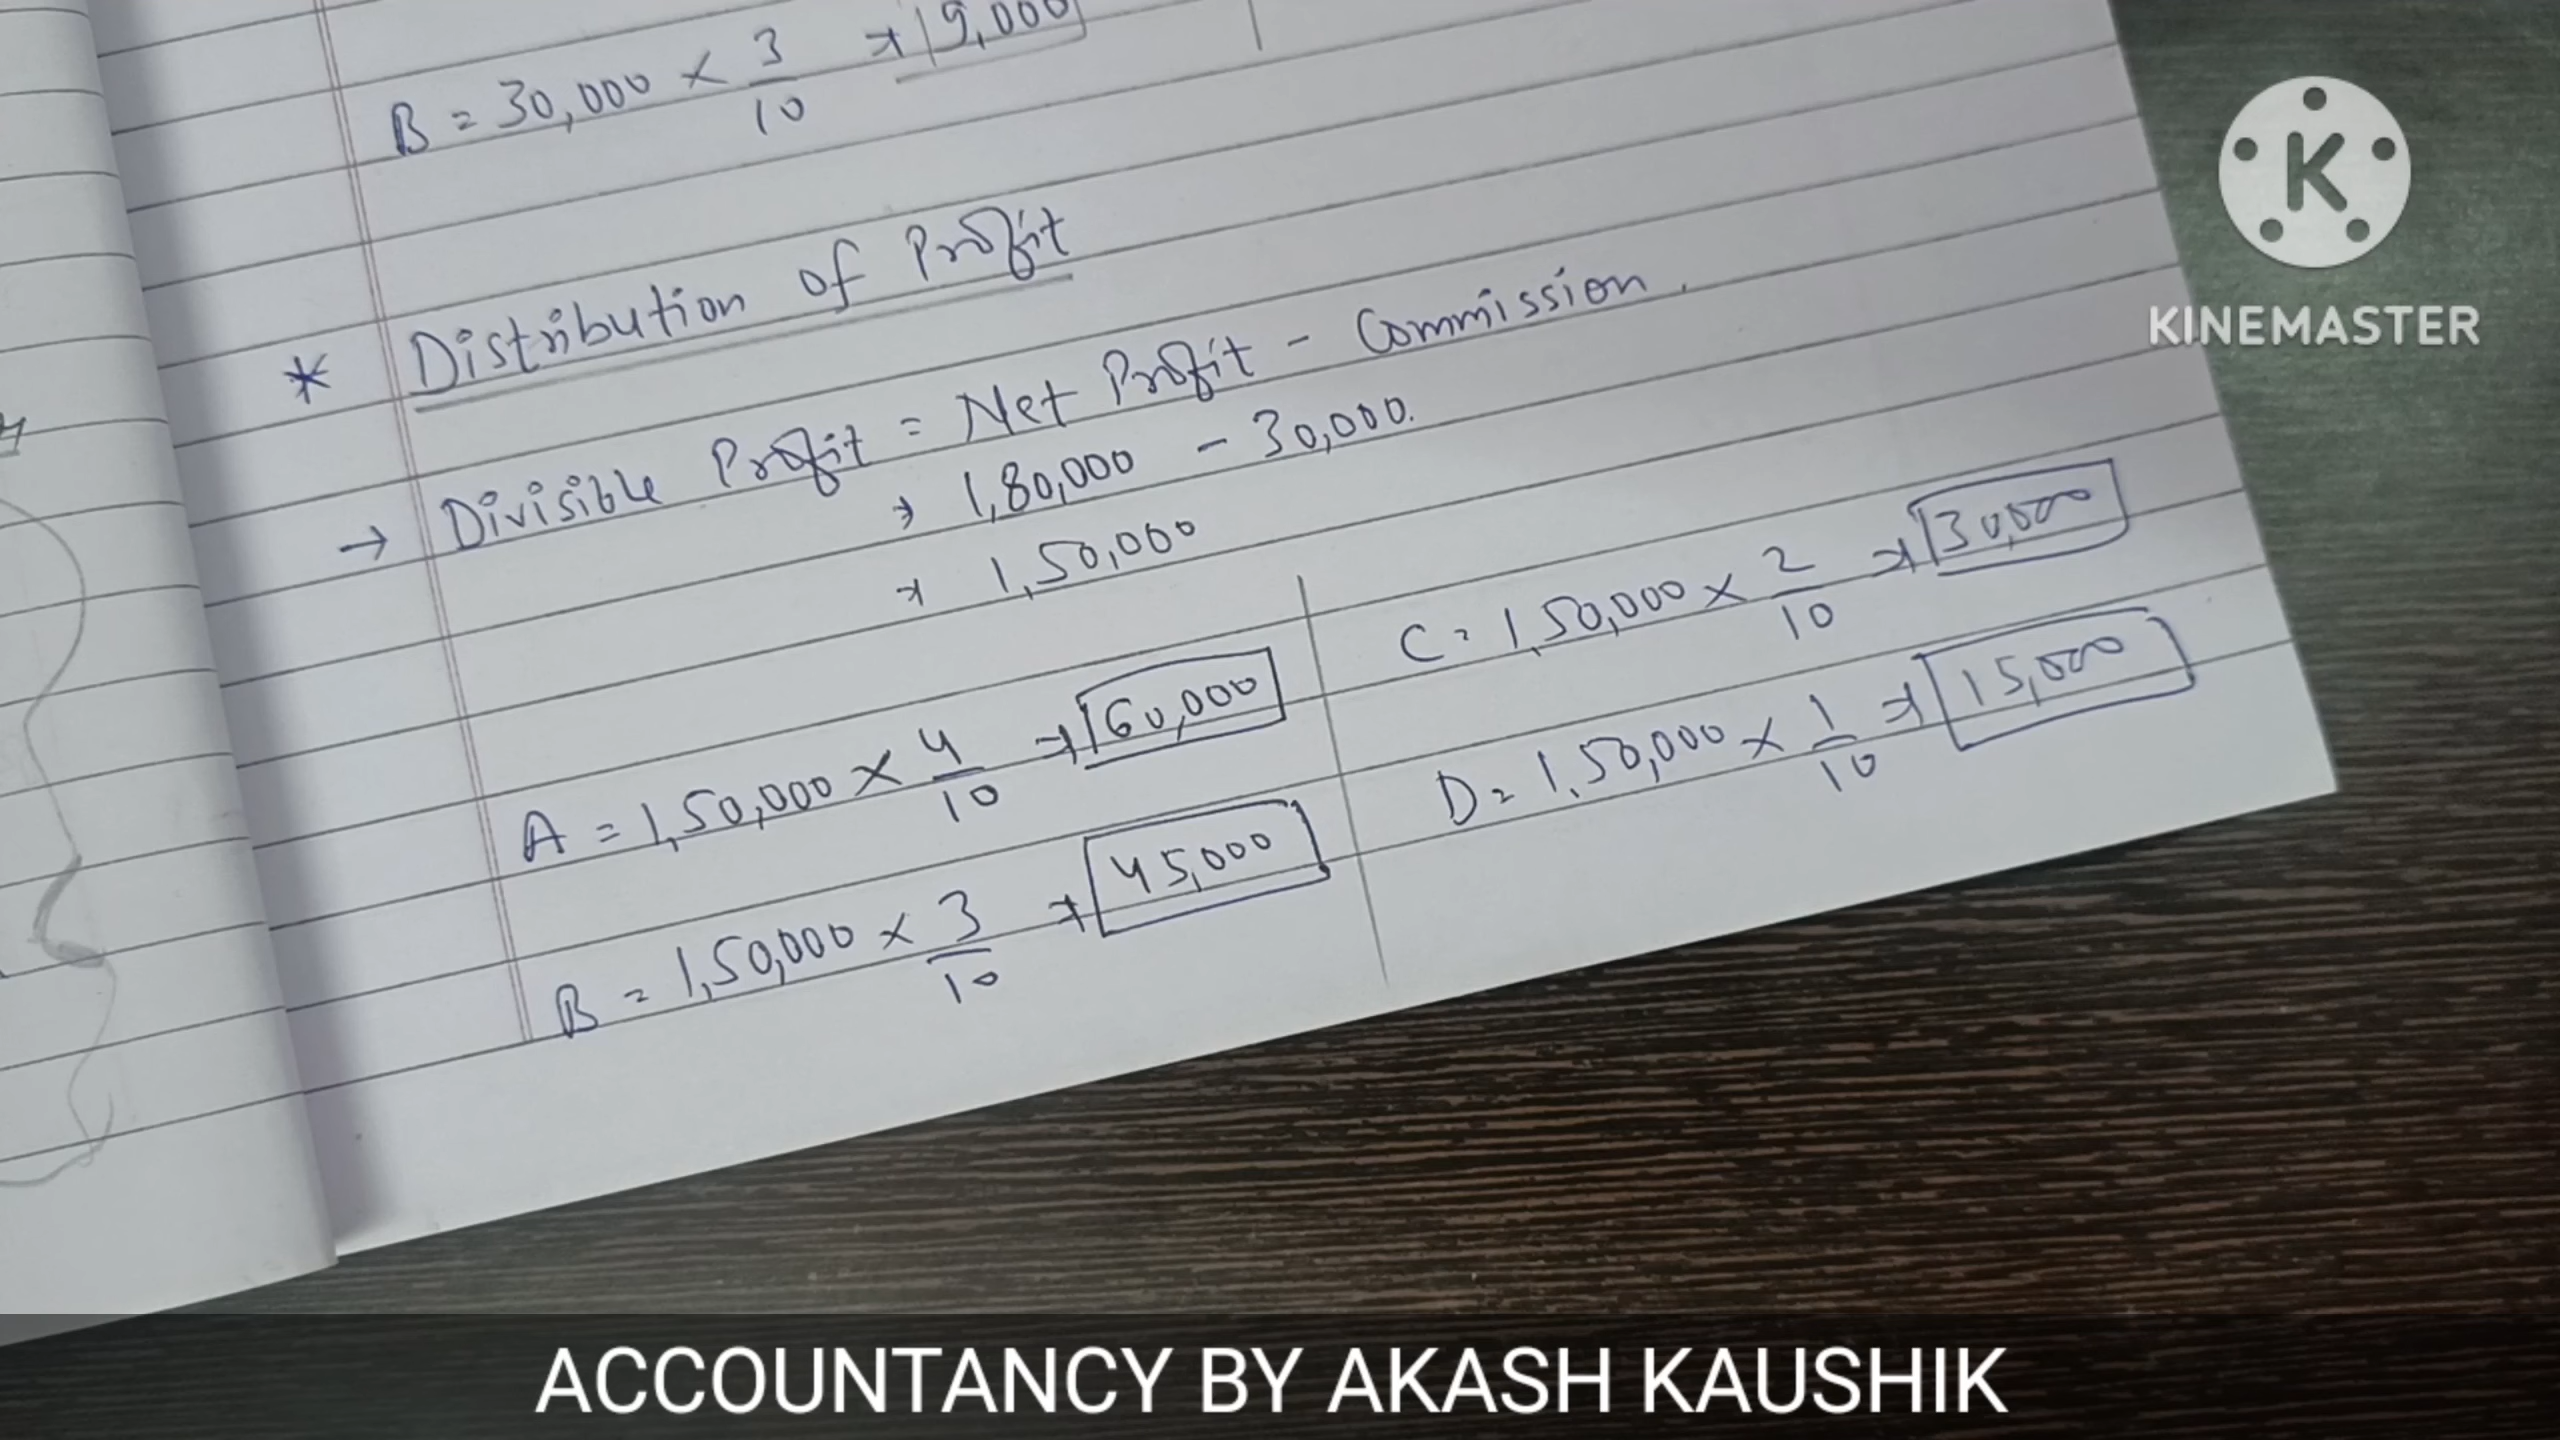 B = 30,000 × 3/10 ⇒ 9,000
* Distribution of Profit
→ Divisible Profit = Net Profit - Commission.
⇒ 1,80,000 - 30,000.
⇒ 1,50,000
A = 1,50,000 × 4/10 ⇒ 60,000
B = 1,50,000 × 3/10 ⇒ 45,000
C = 1,50,000 × 2/10 ⇒ 30,000
D = 1,50,000 × 1/10 ⇒ 15,000
K
KINEMASTER
ACCOUNTANCY BY AKASH KAUSHIK